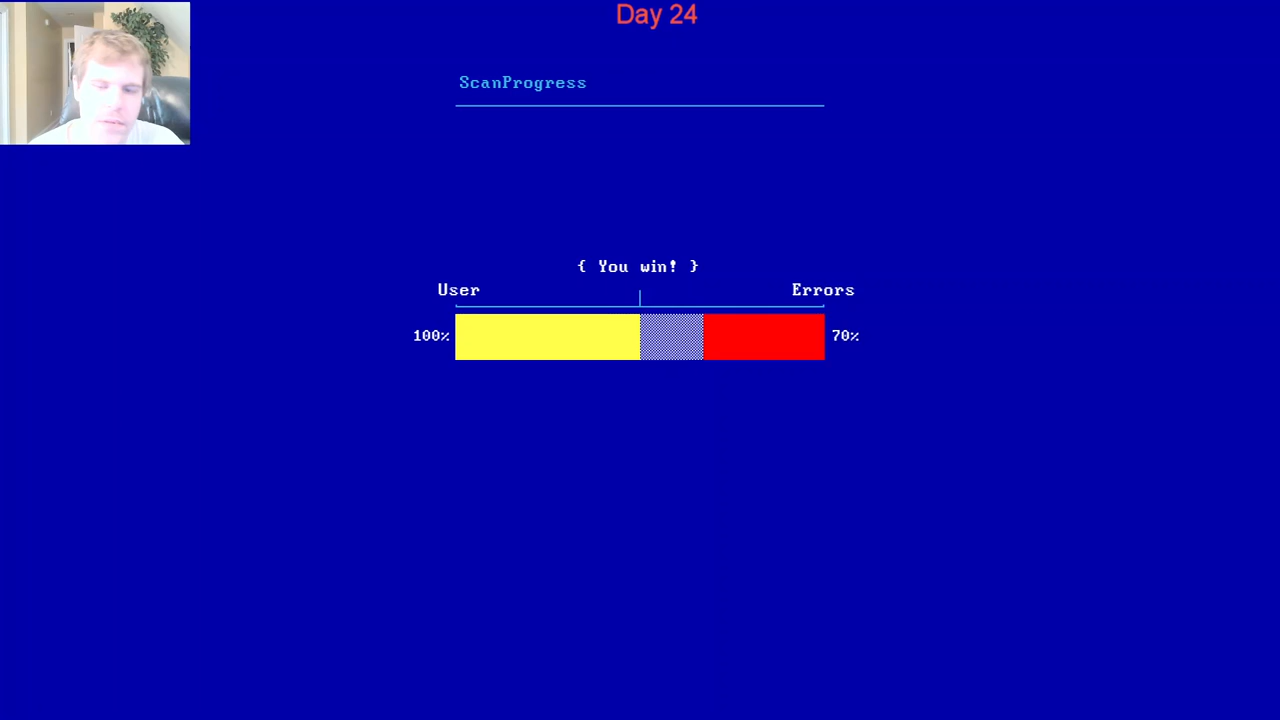 Day 24
ScanProgress
{ You win! }
User Errors
100% 70%